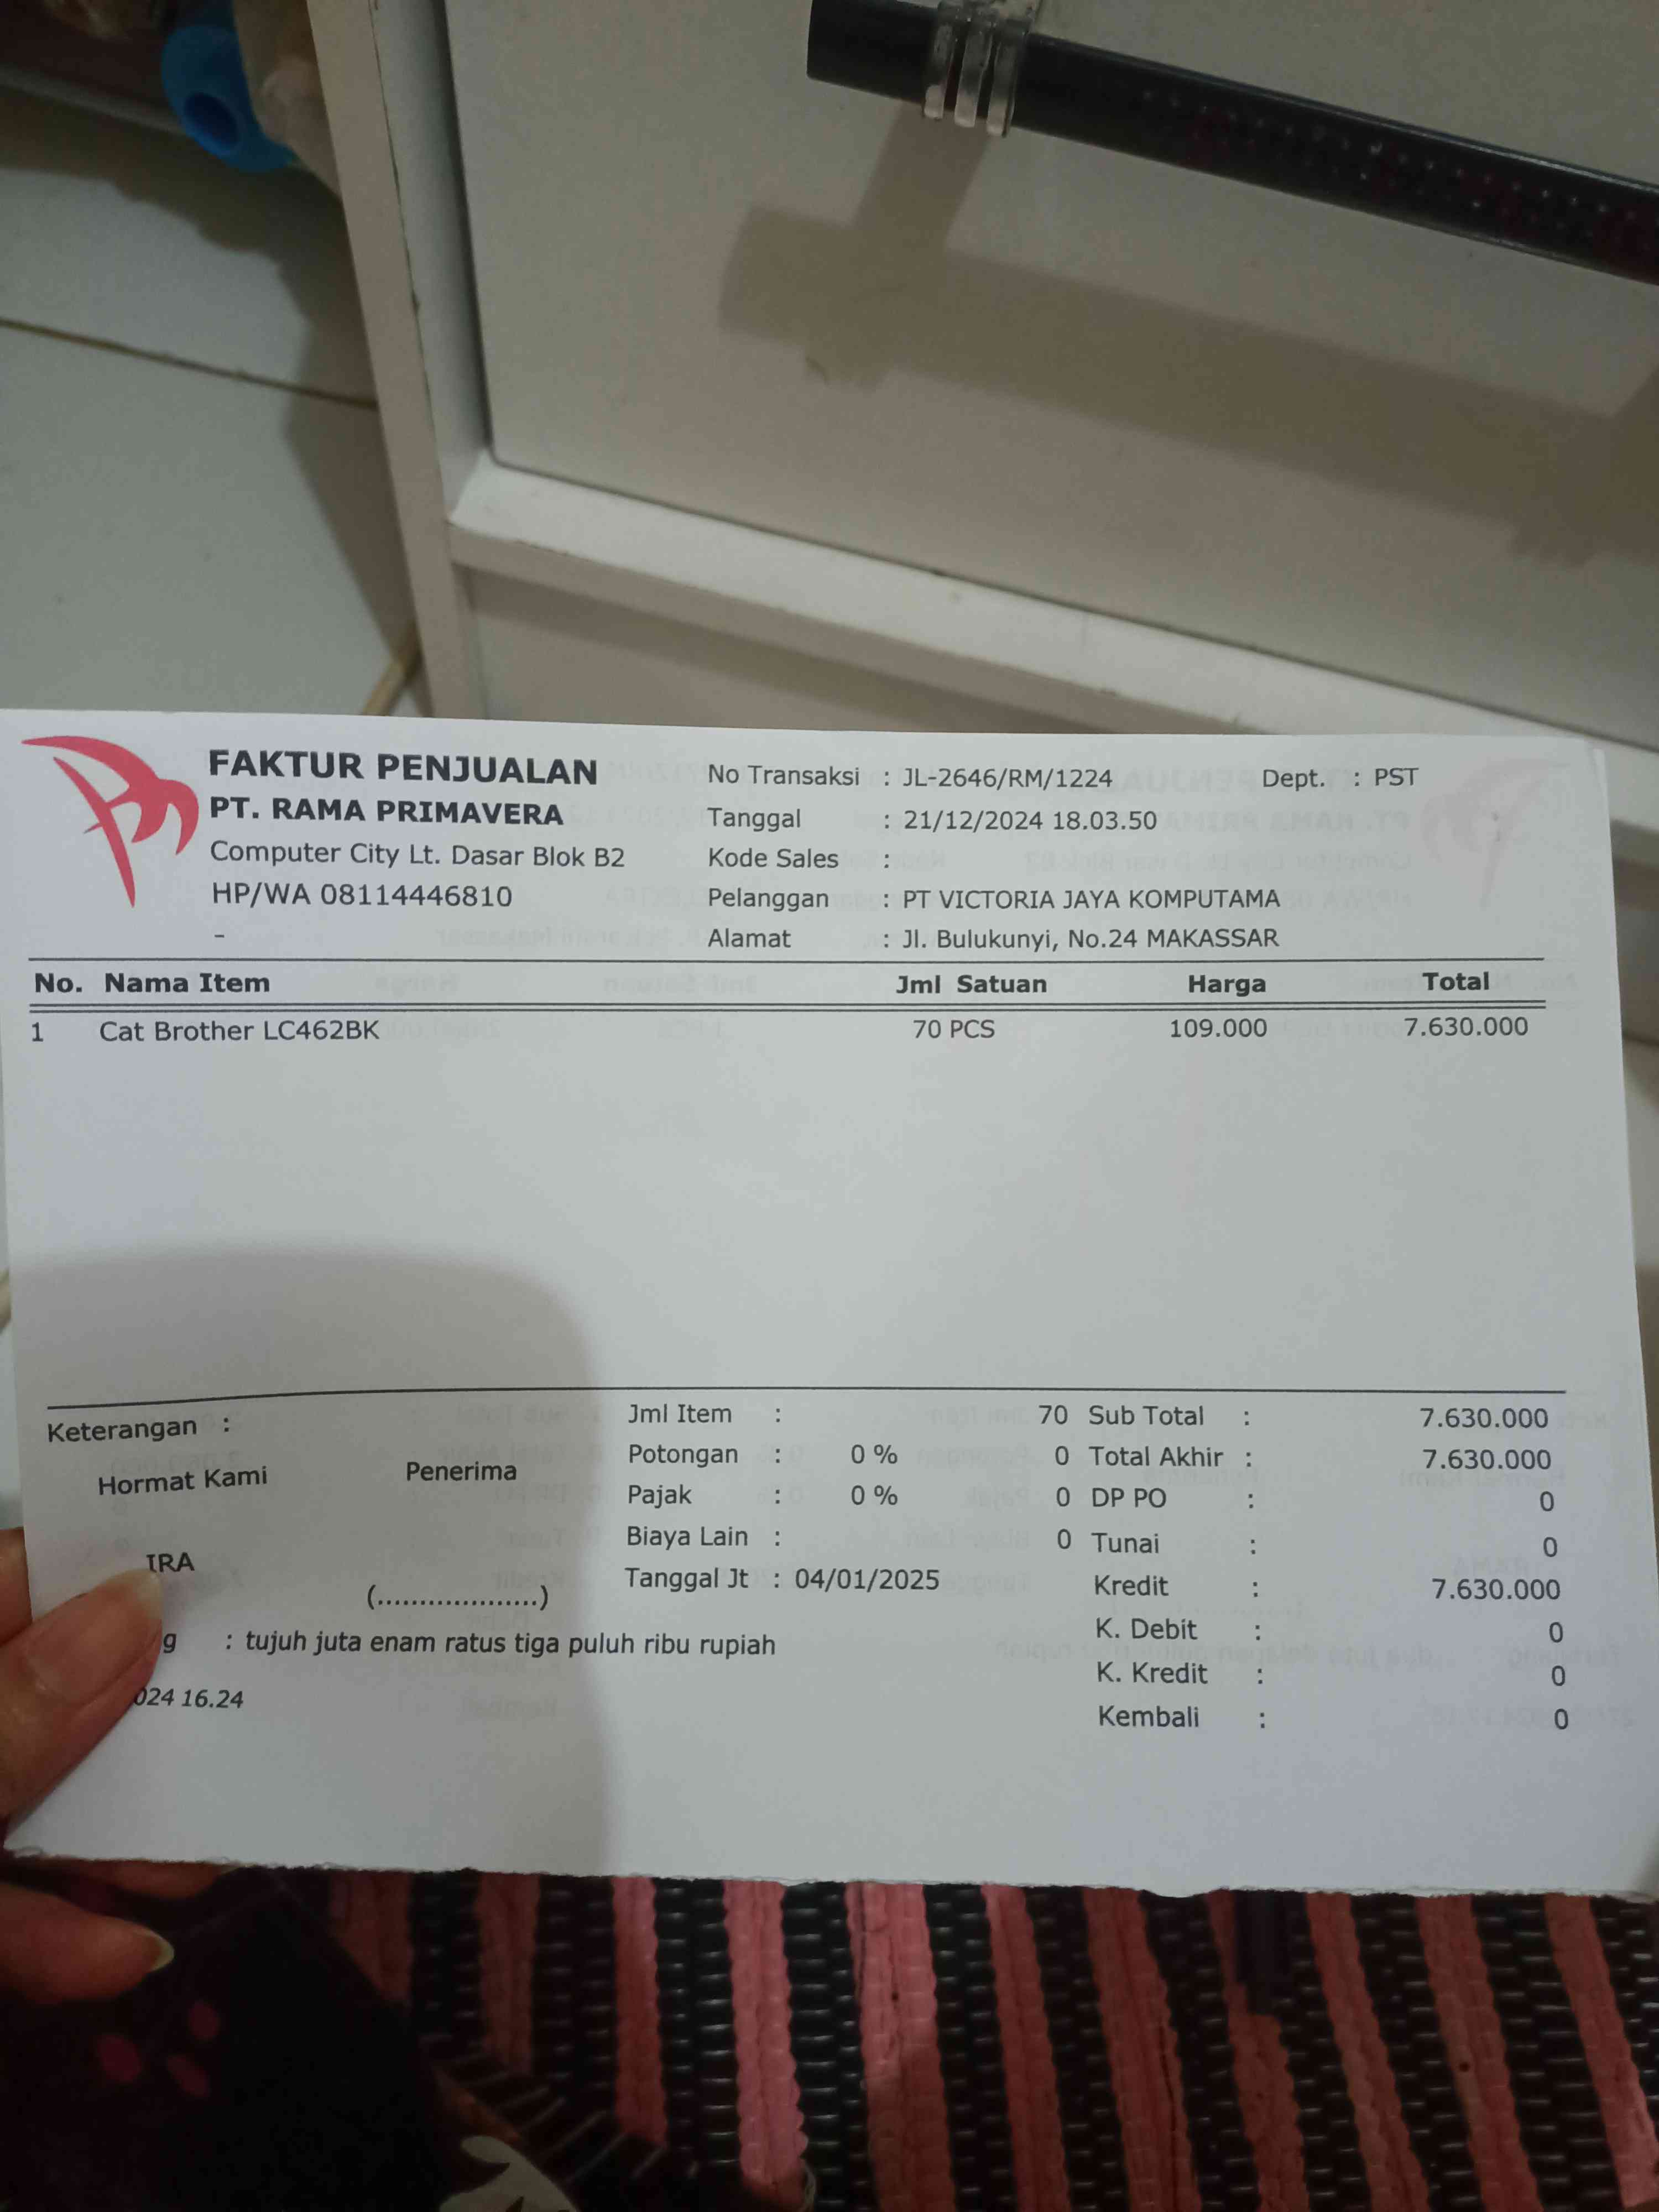 FAKTUR PENJUALAN
PT. RAMA PRIMAVERA
Computer City Lt. Dasar Blok B2
HP/WA 08114446810
-
No Transaksi : JL-2646/RM/1224 Dept. : PST
Tanggal : 21/12/2024 18.03.50
Kode Sales :
Pelanggan : PT VICTORIA JAYA KOMPUTAMA
Alamat : Jl. Bulukunyi, No.24 MAKASSAR
No. Nama Item Jml Satuan Harga Total
1 Cat Brother LC462BK 70 PCS 109.000 7.630.000
Keterangan :
Hormat Kami Penerima
IRA
(...................)
g : tujuh juta enam ratus tiga puluh ribu rupiah
024 16.24
Jml Item : 70
Potongan : 0 % 0
Pajak : 0 % 0
Biaya Lain : 0
Tanggal Jt : 04/01/2025
Sub Total : 7.630.000
Total Akhir : 7.630.000
DP PO : 0
Tunai : 0
Kredit : 7.630.000
K. Debit : 0
K. Kredit : 0
Kembali : 0